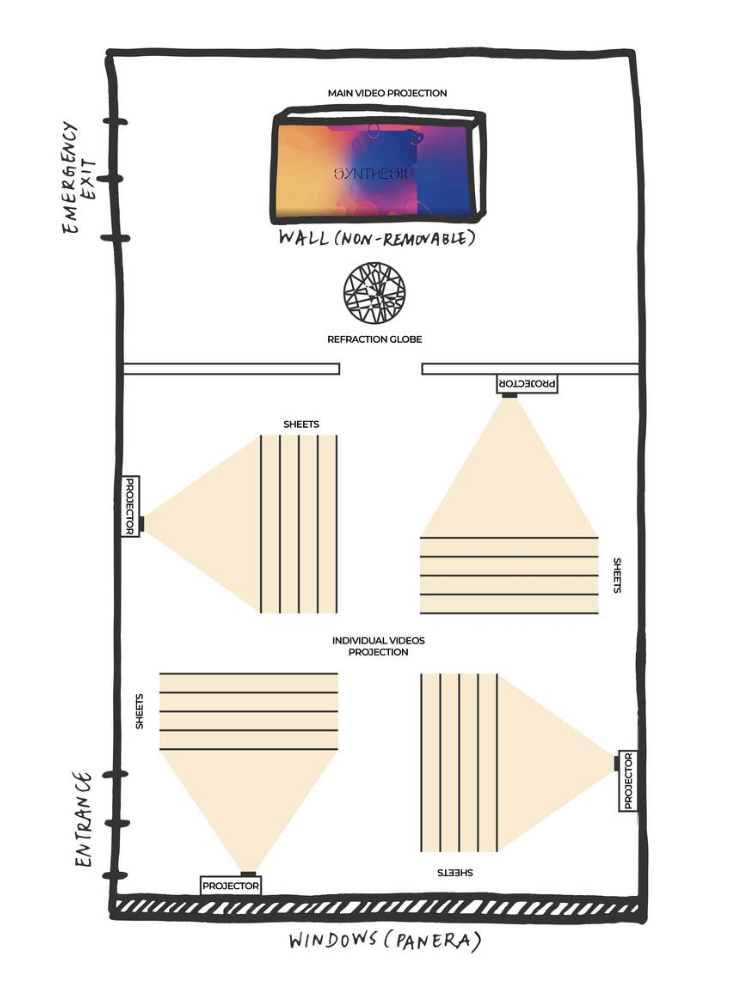 MAIN VIDEO PROJECTION
EMERGENCY
EXIT
SYNTHESIS
WALL (NON-REMOVABLE)
REFRACTION GLOBE
PROJECTOR
SHEETS
PROJECTOR
SHEETS
INDIVIDUAL VIDEOS
PROJECTION
SHEETS
ENTRANCE
PROJECTOR
SHEETS
PROJECTOR
WINDOWS (PANERA)